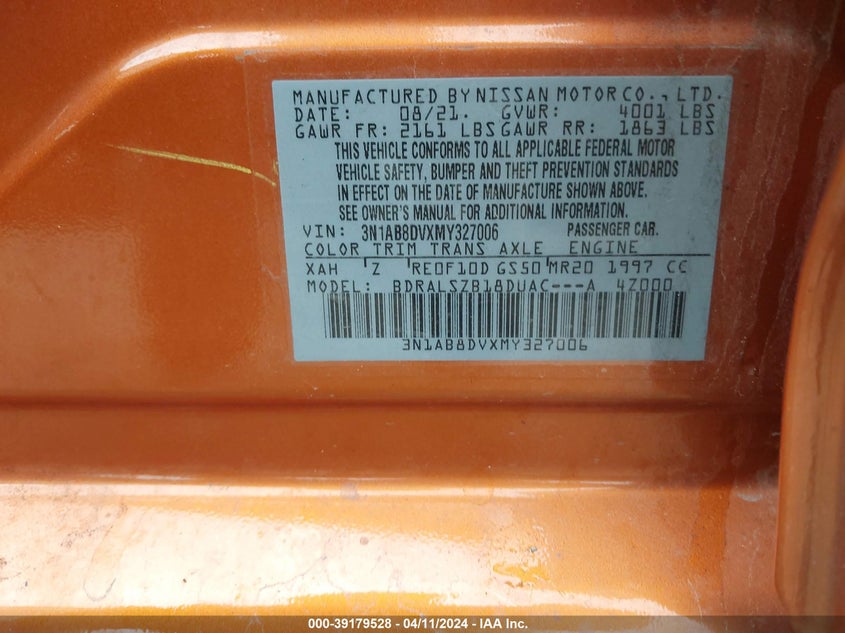 MANUFACTURED BY NISSAN MOTOR CO., LTD.
DATE: 08/21. GVWR: 4001 LBS
GAWR FR: 2161 LBS GAWR RR: 1863 LBS
THIS VEHICLE CONFORMS TO ALL APPLICABLE FEDERAL MOTOR
VEHICLE SAFETY, BUMPER AND THEFT PREVENTION STANDARDS
IN EFFECT ON THE DATE OF MANUFACTURE SHOWN ABOVE.
SEE OWNER'S MANUAL FOR ADDITIONAL INFORMATION.
VIN: 3N1AB8DVXMY327006 PASSENGER CAR.
COLOR TRIM TRANS AXLE ENGINE
XAH Z RE0F10D GS50 MR20 1997 CC
MODEL: BDRALSZB18DUAC---A 4Z000
3N1AB8DVXMY327006
000-39179528 - 04/11/2024 - IAA Inc.